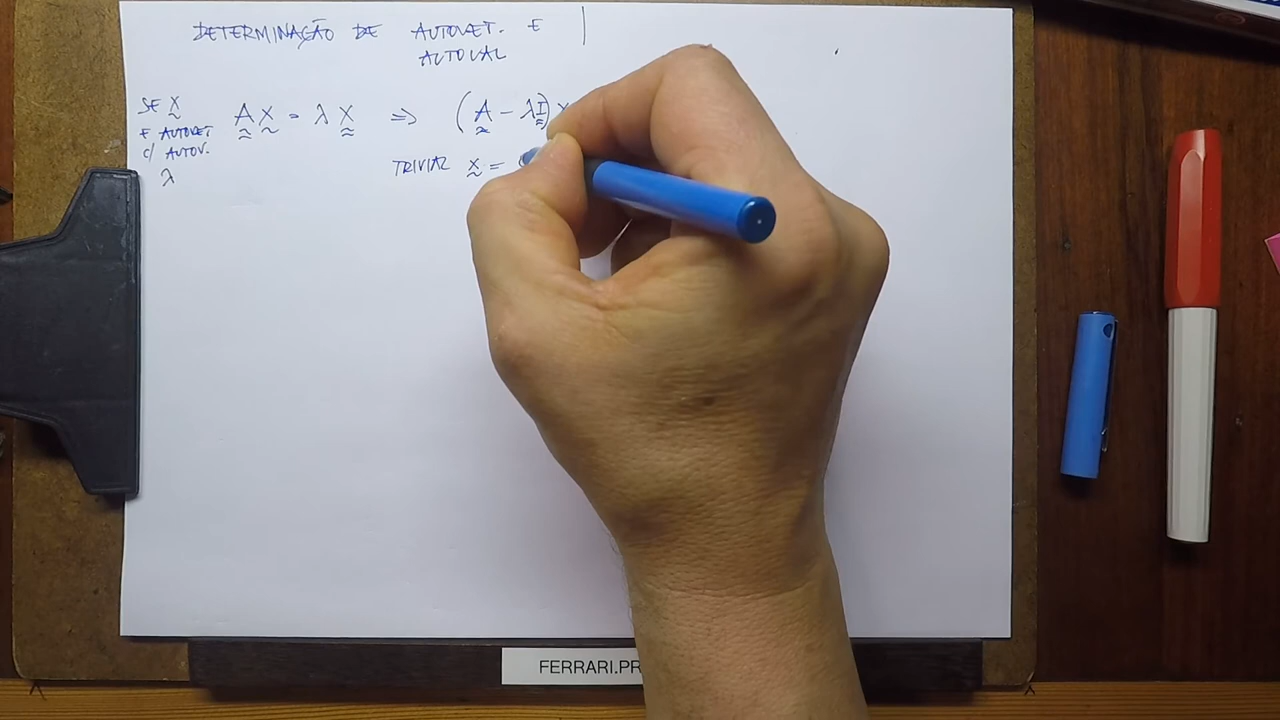 DETERMINAÇÃO DE AUTOVET. E
AUTOVAL
SE x
É AUTOVET
C/ AUTOV.
λ
A x = λ x ⇒ (A - λI) x
TRIVIAL x =
FERRARI.PR